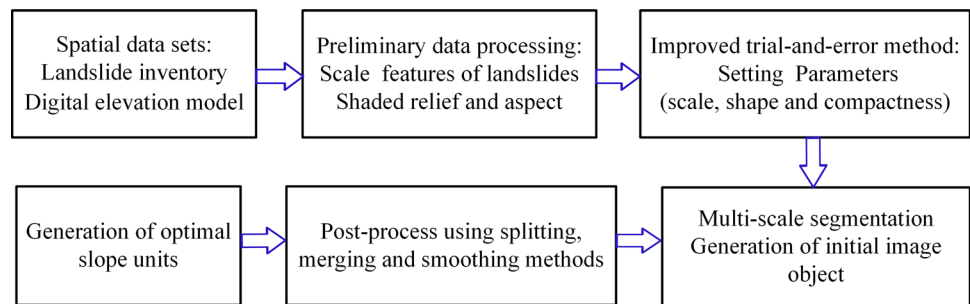 Spatial data sets:
Landslide inventory
Digital elevation model
Preliminary data processing:
Scale features of landslides
Shaded relief and aspect
Improved trial-and-error method:
Setting Parameters
(scale, shape and compactness)
Generation of optimal
slope units
Post-process using splitting,
merging and smoothing methods
Multi-scale segmentation
Generation of initial image
object